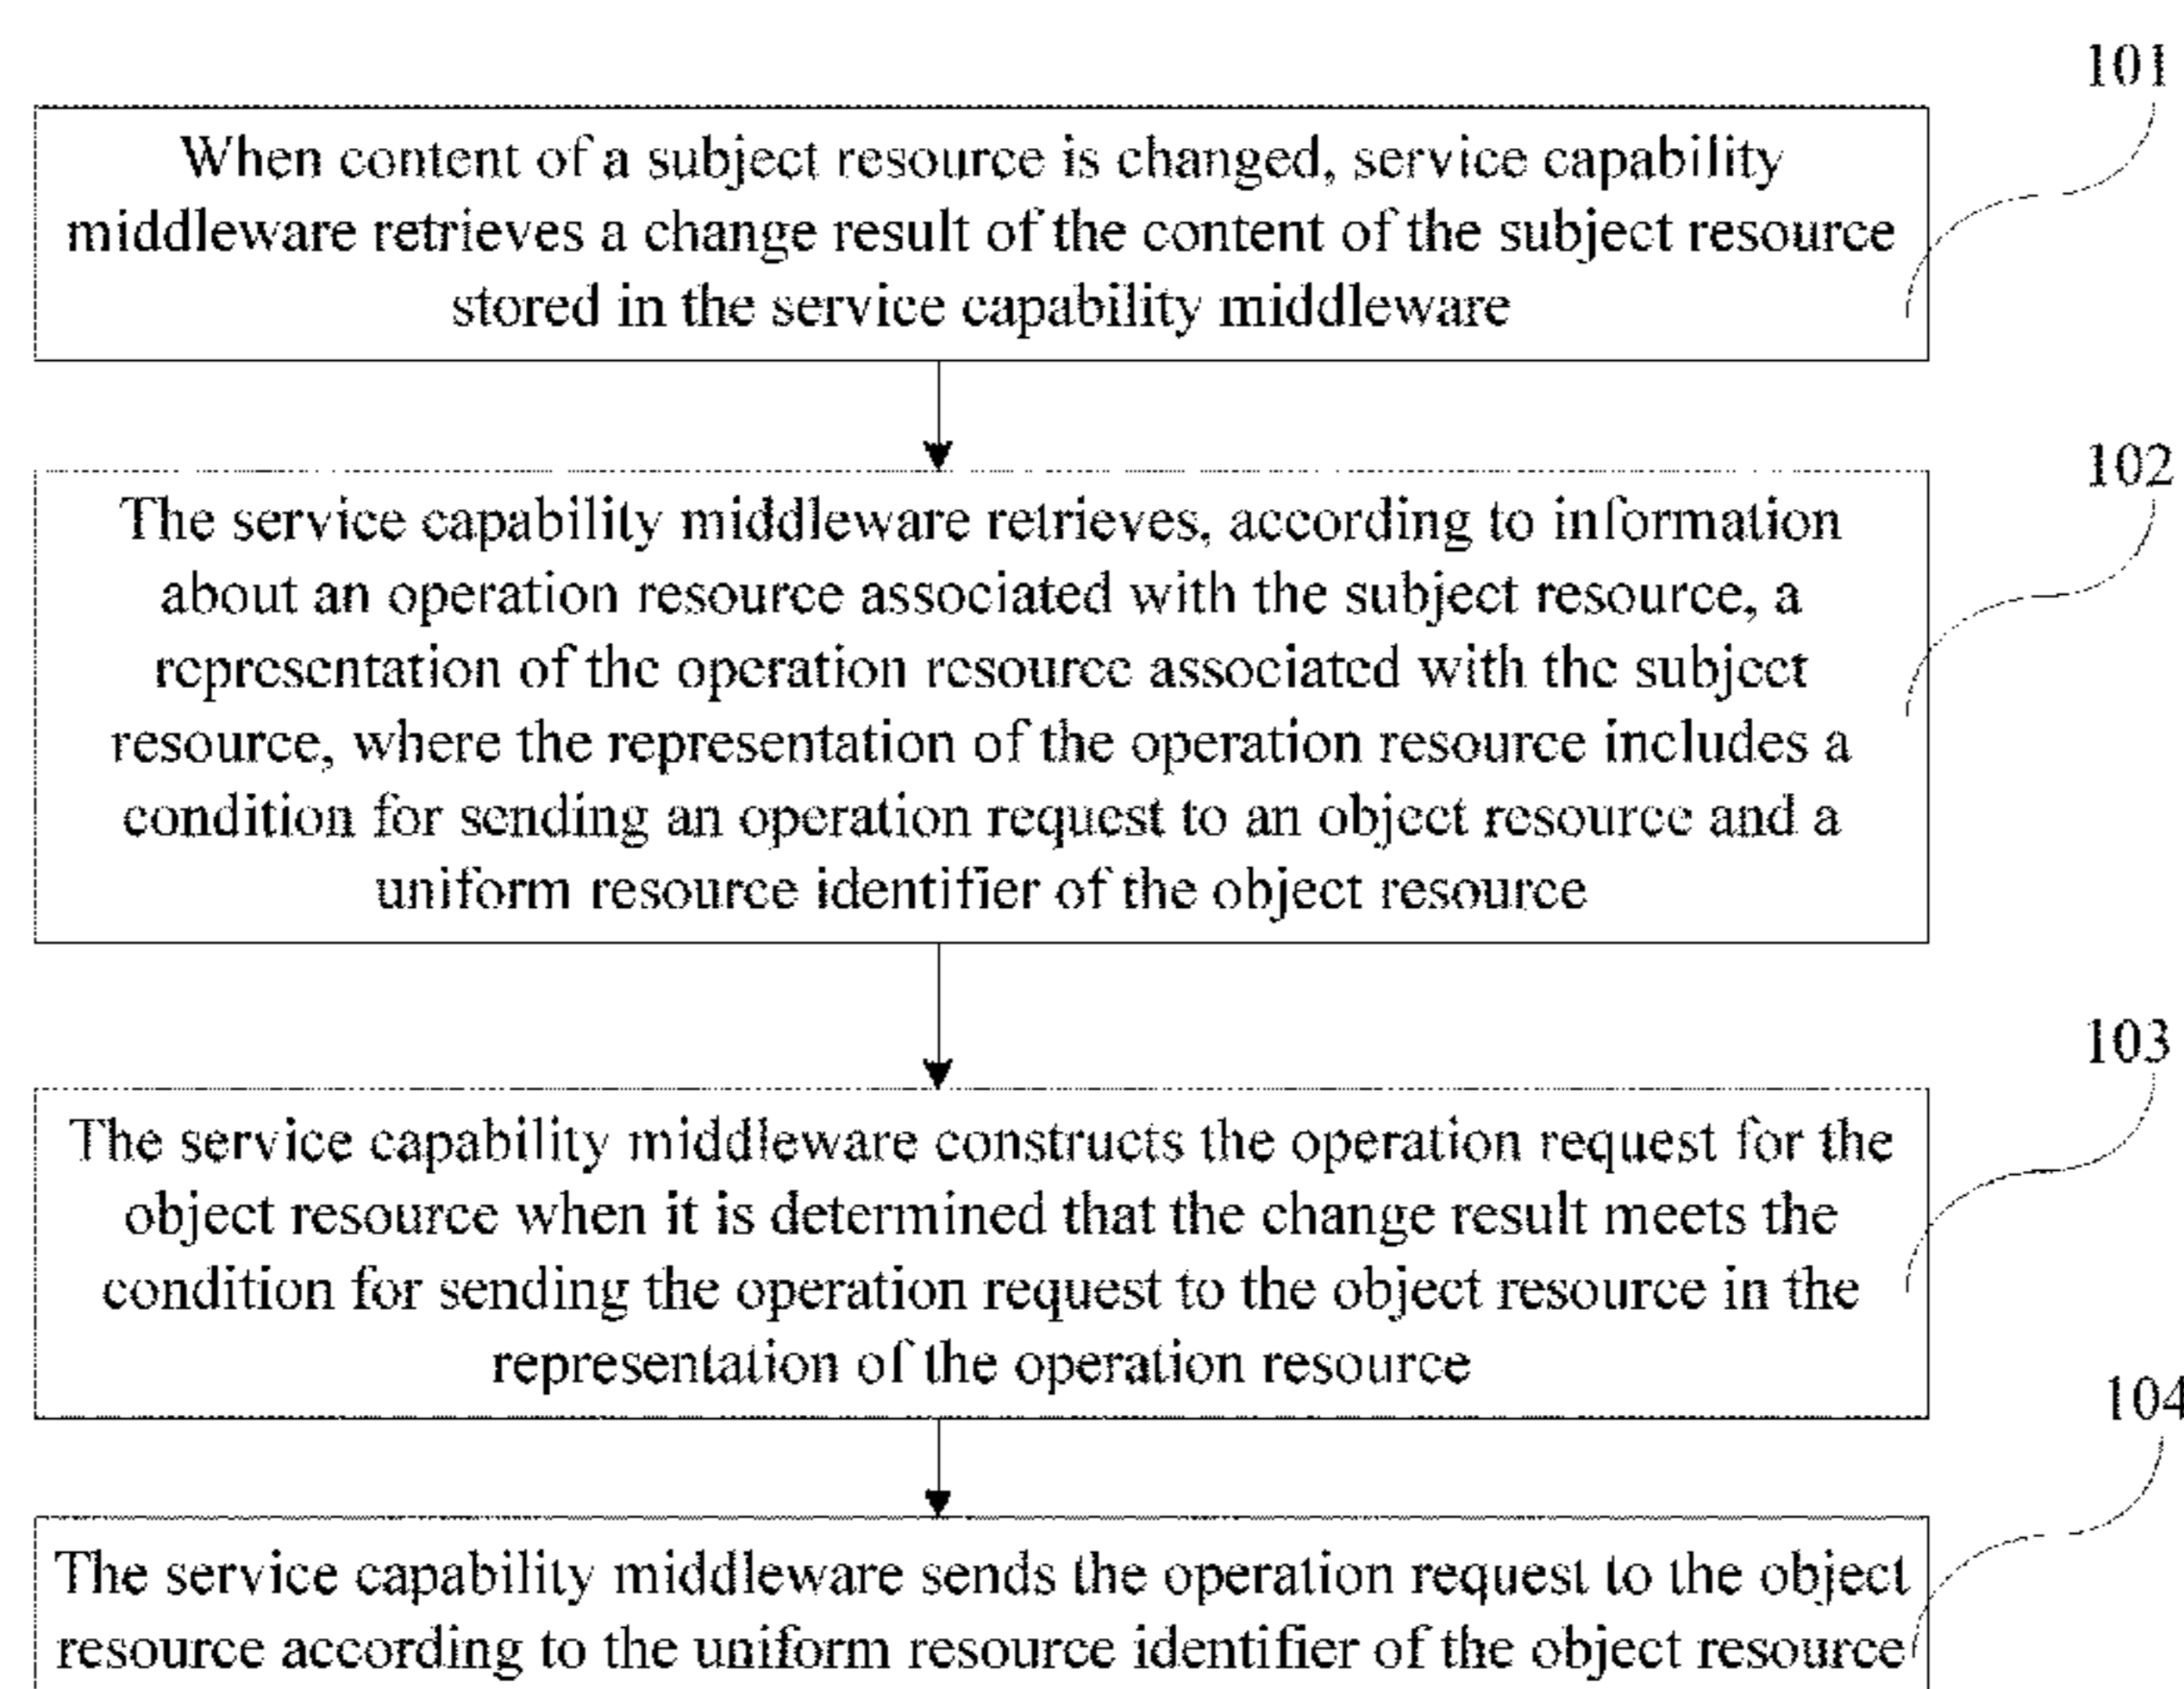 101
When content of a subject resource is changed, service capability
middleware retrieves a change result of the content of the subject resource
stored in the service capability middleware
102
The service capability middleware retrieves, according to information
about an operation resource associated with the subject resource, a
representation of the operation resource associated with the subject
resource, where the representation of the operation resource includes a
condition for sending an operation request to an object resource and a
uniform resource identifier of the object resource
103
The service capability middleware constructs the operation request for the
object resource when it is determined that the change result meets the
condition for sending the operation request to the object resource in the
representation of the operation resource
104
The service capability middleware sends the operation request to the object
resource according to the uniform resource identifier of the object resource